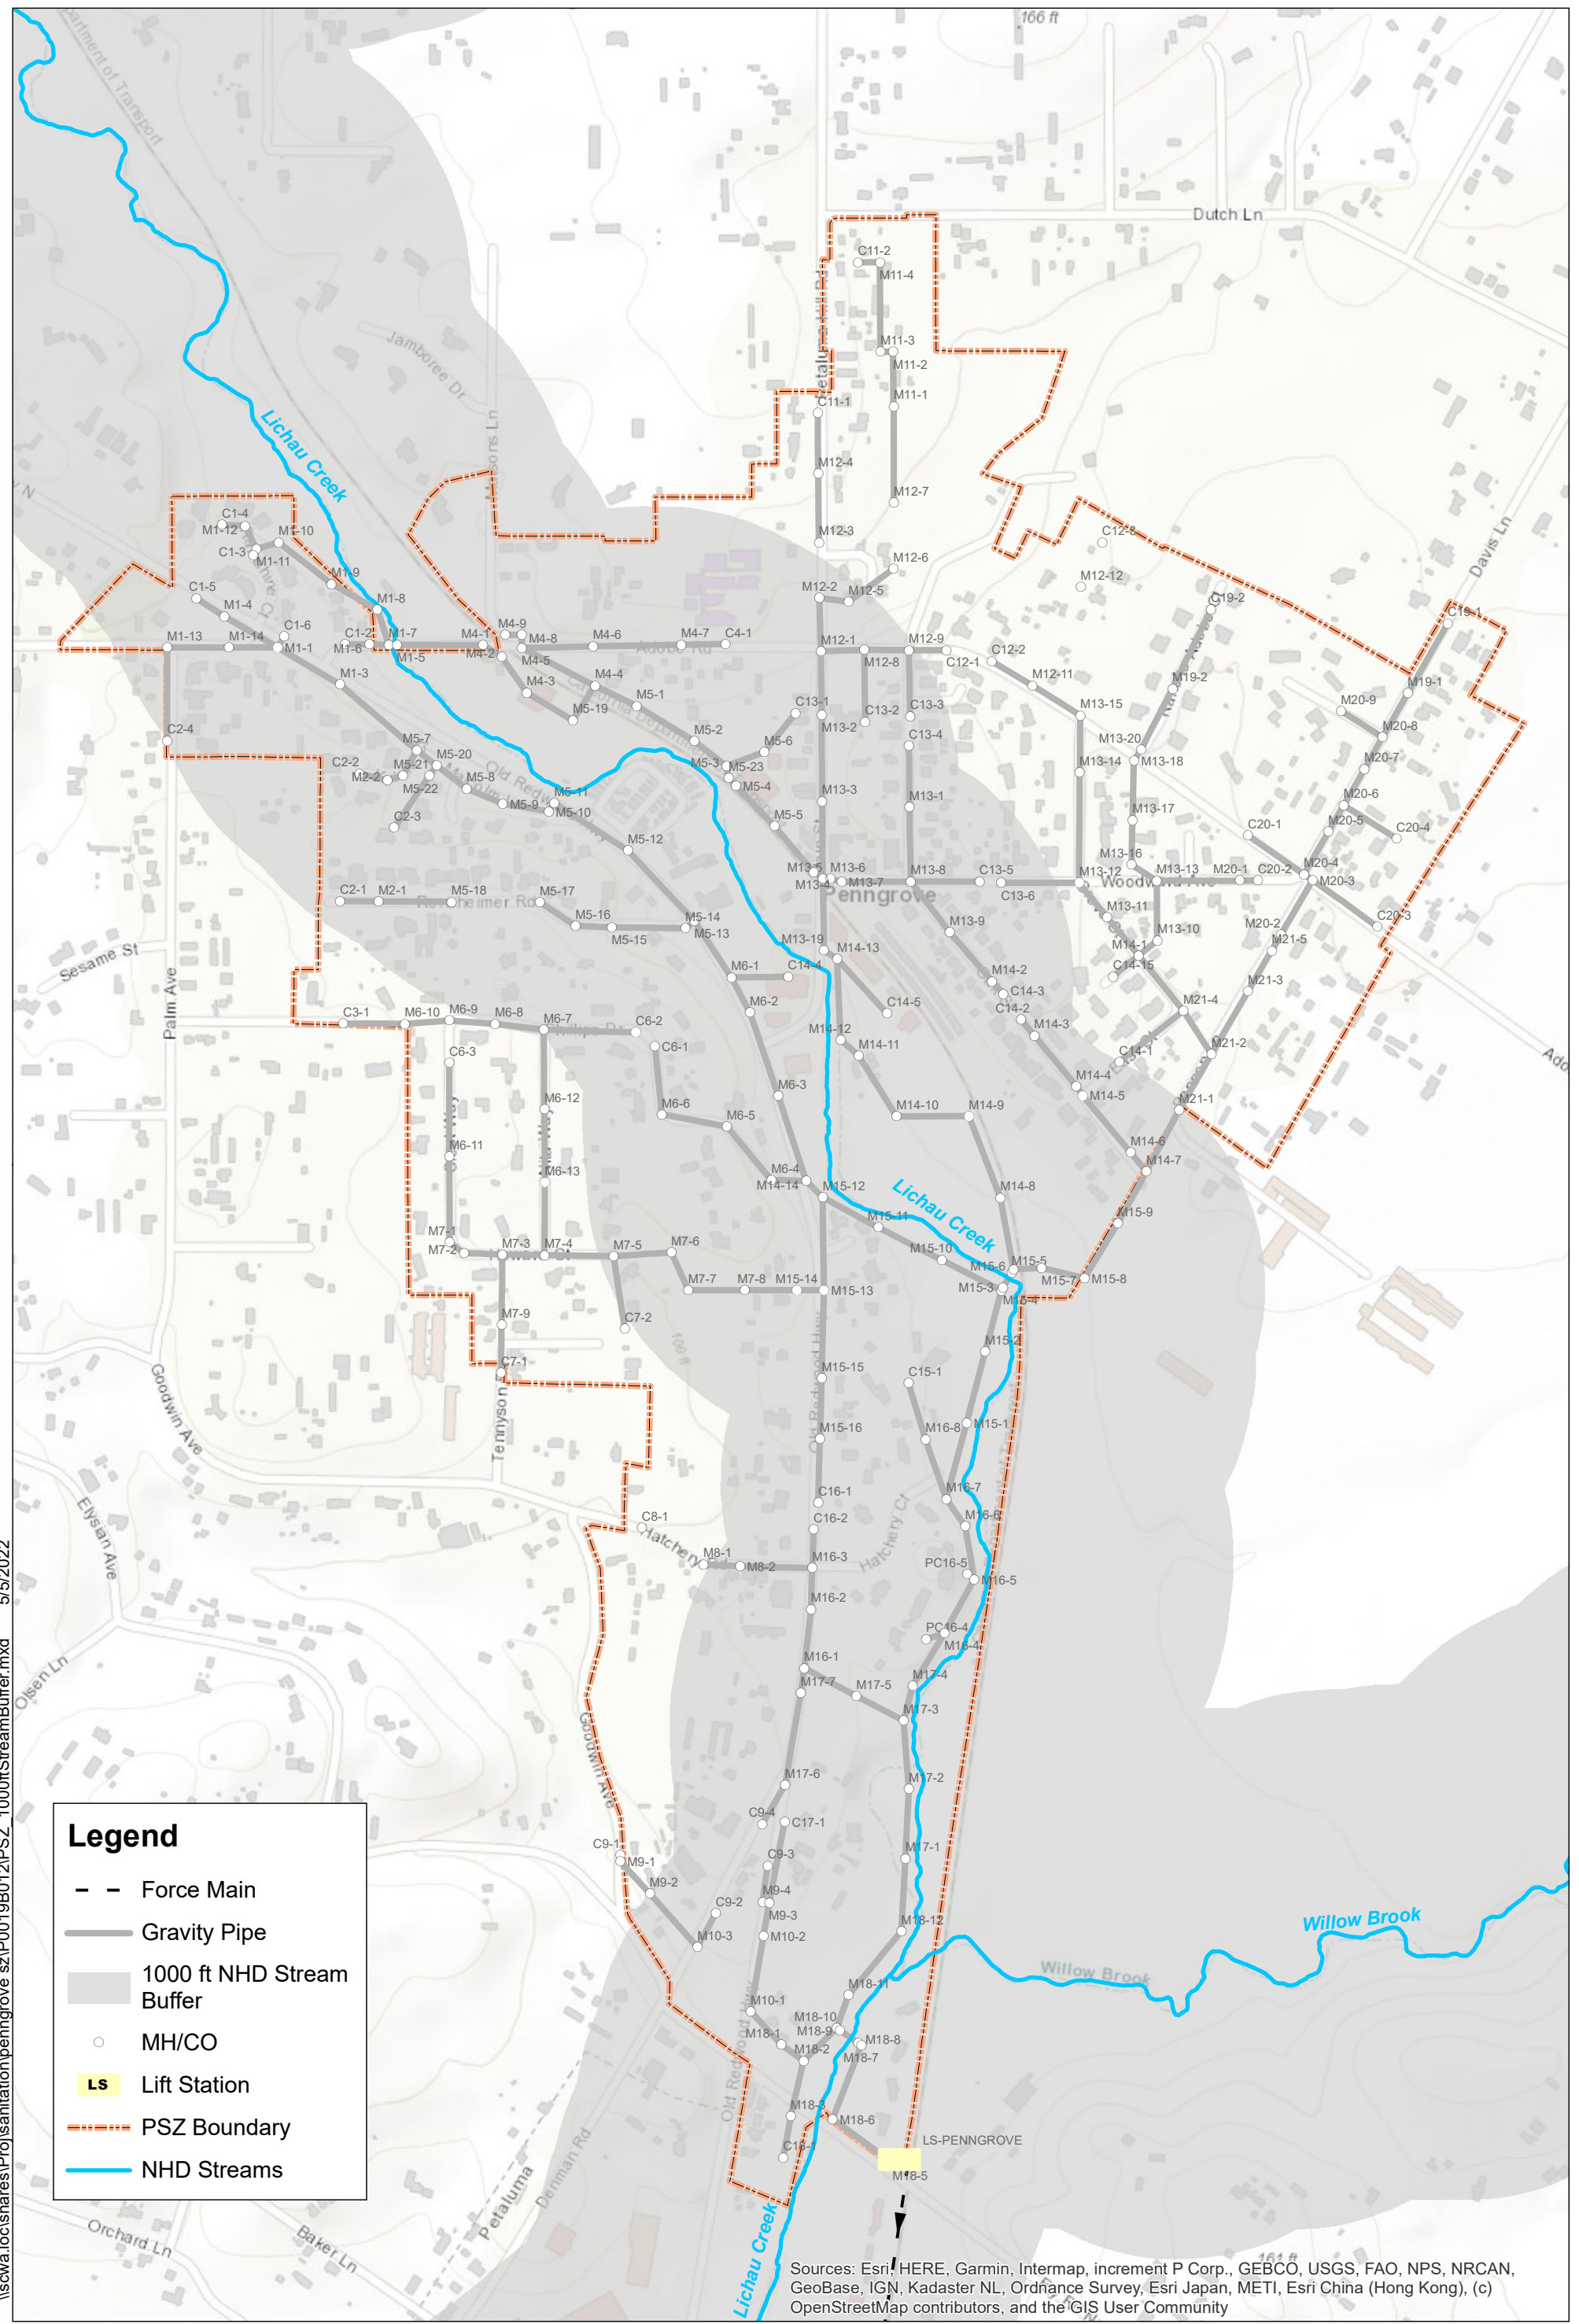 166 ft
Dutch Ln
C11-2
M11-4
Jamboree Dr
M11-3
M11-2
M11-1
C11-1
Lichau Creek
M12-4
M12-7
C1-4
M1-12
M1-10
C1-3
M1-11
M12-3
C12-8
Davis Ln
M12-6
M1-9
M12-12
C1-5
M12-2
M12-5
M1-8
C19-2
C19-1
M1-4
C1-6
M4-9
M1-13
M1-14
M1-1
C1-2
M1-7
M4-1
M4-8
M4-6
M4-7
C4-1
M12-1
M12-9
M1-6
M1-5
M4-2
M4-5
Adobe Rd
M12-8
C12-1
C12-2
M1-3
M4-3
M4-4
M12-11
M19-2
M19-1
M5-1
M5-19
C13-1
C13-2
C13-3
M13-15
M20-9
M13-2
M5-2
C13-4
M20-8
C2-4
M5-7
M5-20
M5-6
M13-20
C2-2
M2-2
M5-21
M5-3
M5-23
M13-14
M13-18
M20-7
M5-22
M5-8
M5-4
M5-11
M5-9
M5-10
M13-3
M13-1
M20-6
C2-3
M5-5
M13-17
M20-5
C20-1
C20-4
M5-12
M13-5
M13-6
M13-16
M13-4
M13-7
M13-8
C13-5
M13-12
M13-13
M20-1
C20-2
M20-4
C13-6
Woodward Ave
M20-3
Penngrove
C2-1
M2-1
M5-18
M5-17
M5-16
M5-14
M13-11
M5-15
M5-13
M13-9
M13-10
M20-2
C20-3
M13-19
M14-13
M14-1
M21-5
Sesame St
M6-1
C14-4
M14-2
C14-15
M21-3
C14-3
Palm Ave
M6-2
C14-5
C14-2
M21-4
C3-1
M6-10
M6-9
M6-8
M6-7
C6-2
M14-12
M14-3
C6-1
M14-11
C14-1
M21-2
C6-3
M6-3
M14-4
M14-5
M21-1
M6-12
M6-6
M6-5
M14-10
M14-9
M6-11
M14-6
M6-13
M6-4
M14-14
M14-7
Lichau Creek
M15-12
M14-8
M15-11
M15-9
M7-1
M7-2
M7-3
M7-4
M7-5
M7-6
M15-10
M15-6
M15-5
M15-7
M15-8
M7-7
M7-8
M15-14
M15-13
M15-3
M15-4
M7-9
C7-2
100 ft
M15-2
C7-1
M15-15
C15-1
Goodwin Ave
Tennyson
Old Redwood Hwy
M15-16
M16-8
M15-1
C16-1
M16-7
Elysian Ave
C8-1
C16-2
M16-6
Hatchery
Hatchery Ct
M8-1
M8-2
M16-3
PC16-5
M16-5
M16-2
PC16-4
M16-4
Olsen Ln
M16-1
M17-4
M17-7
M17-5
M17-3
Goodwin Ave
M17-6
M17-2
C9-4
C17-1
C9-1
M9-1
C9-3
M17-1
M9-2
C9-2
M9-4
M9-3
M18-12
M10-3
M10-2
Willow Brook
Willow Brook
M18-11
M10-1
M18-10
M18-1
M18-9
M18-8
M18-2
M18-7
Old Redwood Hwy
M18-3
M18-6
C18-1
LS-PENNGROVE
M18-5
Denman Rd
Petaluma
Lichau Creek
Orchard Ln
Baker Ln
161 ft
Legend
Force Main
Gravity Pipe
1000 ft NHD Stream
Buffer
MH/CO
LS Lift Station
PSZ Boundary
NHD Streams
Sources: Esri, HERE, Garmin, Intermap, increment P Corp., GEBCO, USGS, FAO, NPS, NRCAN,
GeoBase, IGN, Kadaster NL, Ordnance Survey, Esri Japan, METI, Esri China (Hong Kong), (c)
OpenStreetMap contributors, and the GIS User Community
\\scwa.loc\shares\Proj\sanitation\penngrove sz\P0019B012\PSZ_1000ftStreamBuffer.mxd 5/5/2022